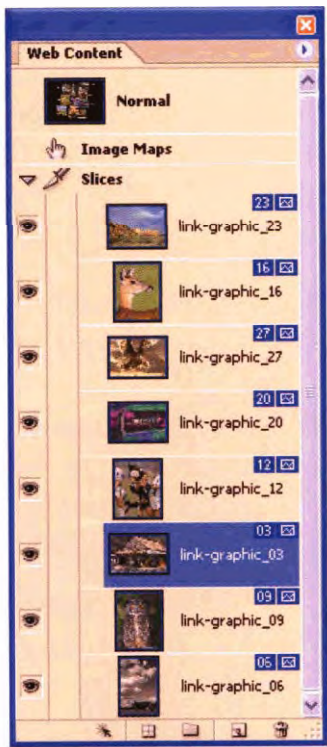 Web Content
Normal
Image Maps
Slices
23
link-graphic_23
16
link-graphic_16
27
link-graphic_27
20
link-graphic_20
12
link-graphic_12
03
link-graphic_03
09
link-graphic_09
06
link-graphic_06